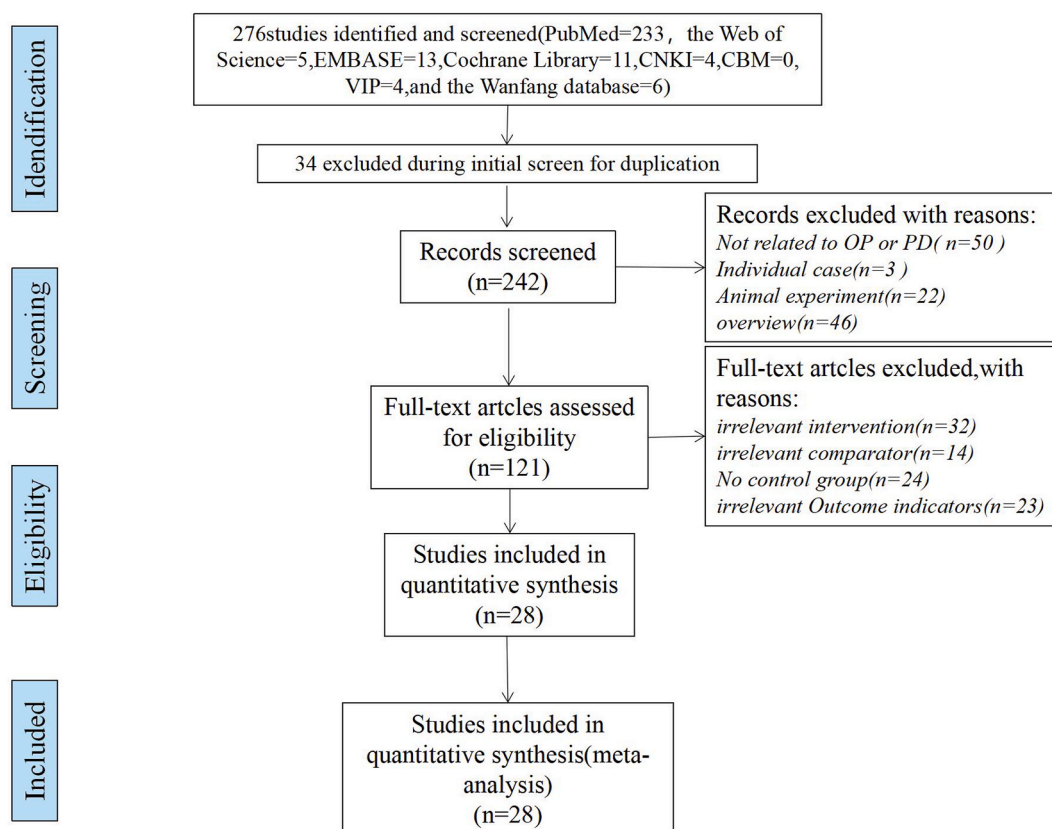 Idendification
276studies identified and screened(PubMed=233，the Web of
Science=5,EMBASE=13,Cochrane Library=11,CNKI=4,CBM=0,
VIP=4,and the Wanfang database=6)
34 excluded during initial screen for duplication
Records screened
(n=242)
Records excluded with reasons:
Not related to OP or PD( n=50 )
Individual case(n=3 )
Animal experiment(n=22)
overview(n=46)
Screening
Full-text artcles assessed
for eligibility
(n=121)
Full-text artcles excluded,with
reasons:
irrelevant intervention(n=32)
irrelevant comparator(n=14)
No control group(n=24)
irrelevant Outcome indicators(n=23)
Eligibility
Studies included in
quantitative synthesis
(n=28)
Included
Studies included in
quantitative synthesis(meta-
analysis)
(n=28)